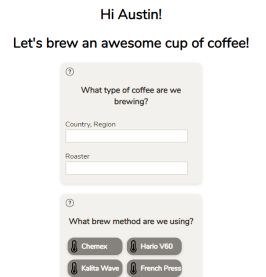 Hi Austin!
Let's brew an awesome cup of coffee!
?
What type of coffee are we
brewing?
Country, Region
Roaster
?
What brew method are we using?
Chemex
Hario V60
Kalita Wave
French Press